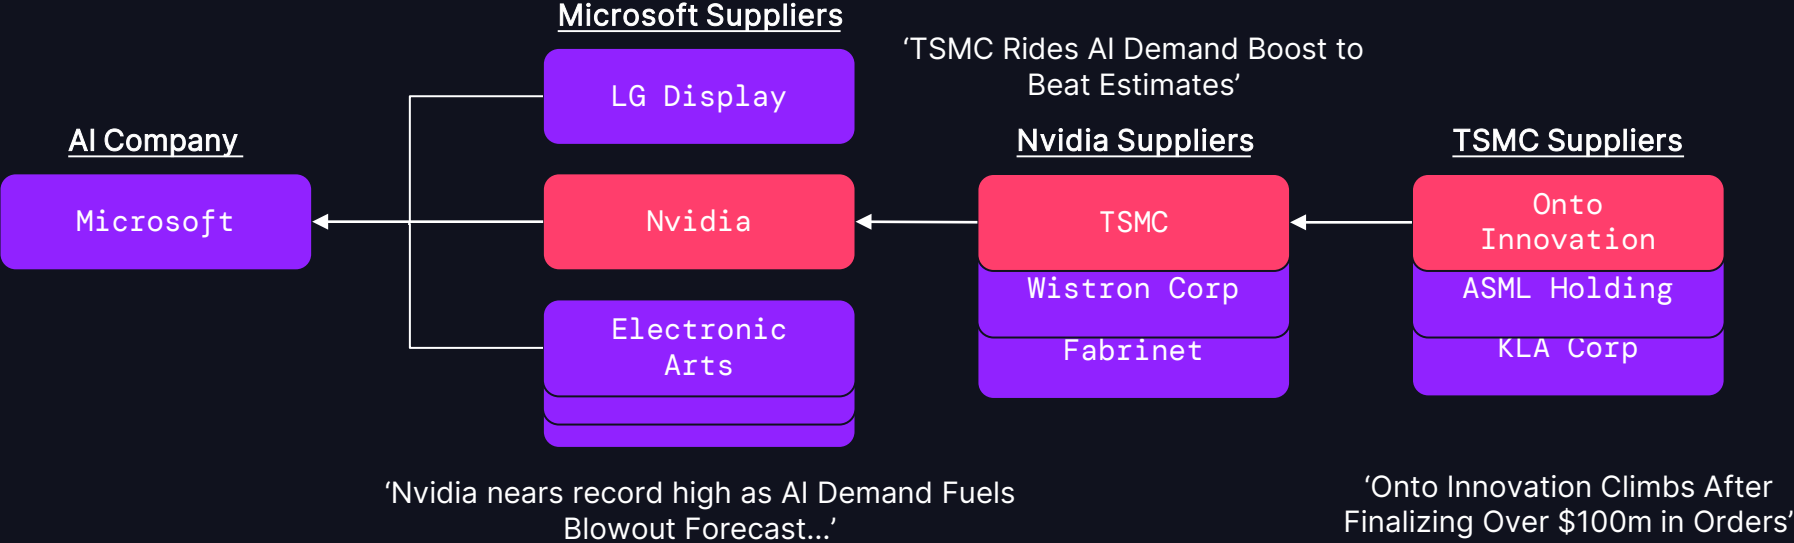 Microsoft Suppliers
‘TSMC Rides AI Demand Boost to
Beat Estimates’
LG Display
AI Company
Nvidia Suppliers
TSMC Suppliers
Microsoft
Nvidia
TSMC
Onto
Innovation
Wistron Corp
ASML Holding
Electronic
Arts
Fabrinet
KLA Corp
‘Nvidia nears record high as AI Demand Fuels
Blowout Forecast...’
‘Onto Innovation Climbs After
Finalizing Over $100m in Orders’